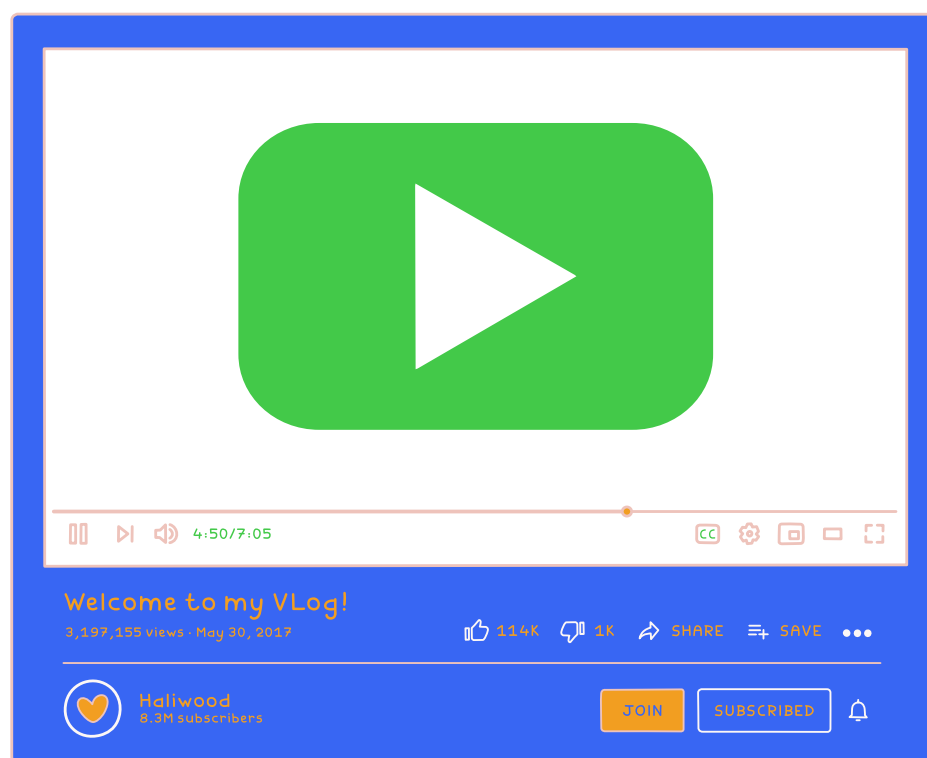 4:50/7:05
CC
Welcome to my VLog!
3,197,155 views · May 30, 2017
114K 1K SHARE SAVE
Haliwood
8.3M subscribers
JOIN SUBSCRIBED